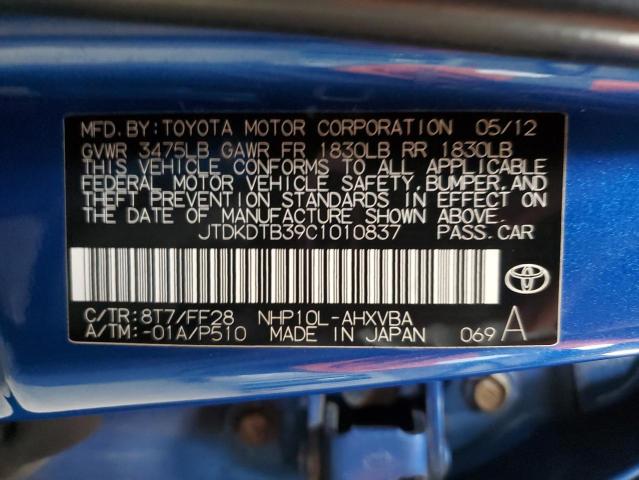 MFD. BY: TOYOTA MOTOR CORPORATION 05/12
GVWR 3475LB GAWR FR 1830LB RR 1830LB
THIS VEHICLE CONFORMS TO ALL APPLICABLE
FEDERAL MOTOR VEHICLE SAFETY, BUMPER, AND
THEFT PREVENTION STANDARDS IN EFFECT ON
THE DATE OF MANUFACTURE SHOWN ABOVE.
JTDKDTB39C1010837 PASS. CAR
TOYOTA
C/TR: 8T7/FF28 NHP10L-AHXVBA
A/TM: -01A/P510 MADE IN JAPAN 069 A